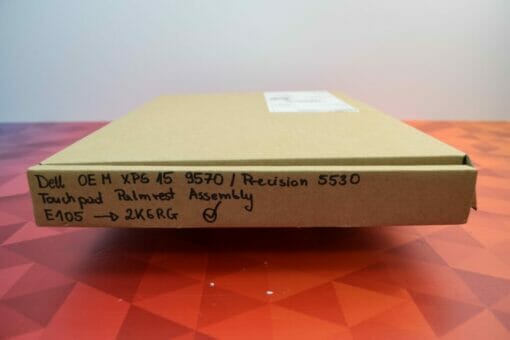 Dell OEM XPS 15 9570 / Precision 5530
Touchpad Palmrest Assembly
E105 → 2K6RG